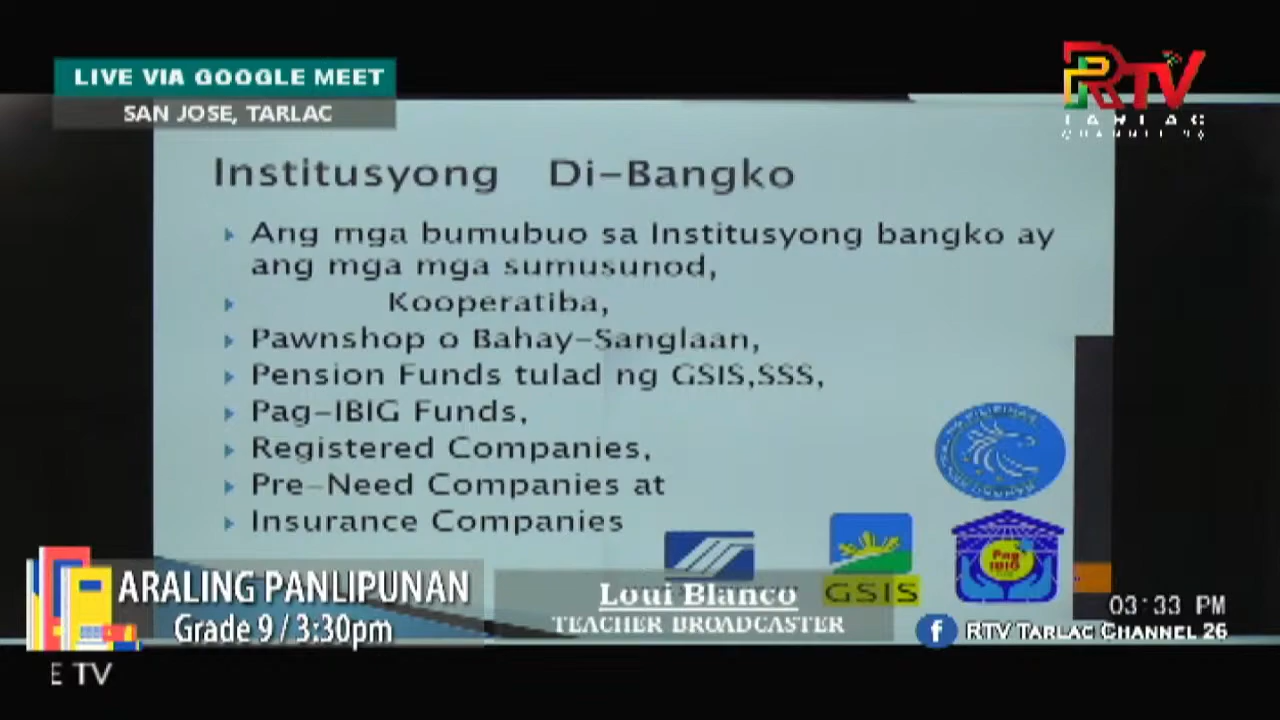 LIVE VIA GOOGLE MEET
SAN JOSE, TARLAC
RTV
TARLAC
CHANNEL 26
Institusyong Di-Bangko
Ang mga bumubuo sa Institusyong bangko ay
ang mga mga sumusunod,
Kooperatiba,
Pawnshop o Bahay-Sanglaan,
Pension Funds tulad ng GSIS,SSS,
Pag-IBIG Funds,
Registered Companies,
Pre-Need Companies at
Insurance Companies
Pag
IBIG
GSIS
ARALING PANLIPUNAN
Grade 9 / 3:30pm
Loui Blanco
TEACHER BROADCASTER
03:33 PM
f RTV TARLAC CHANNEL 26
E TV